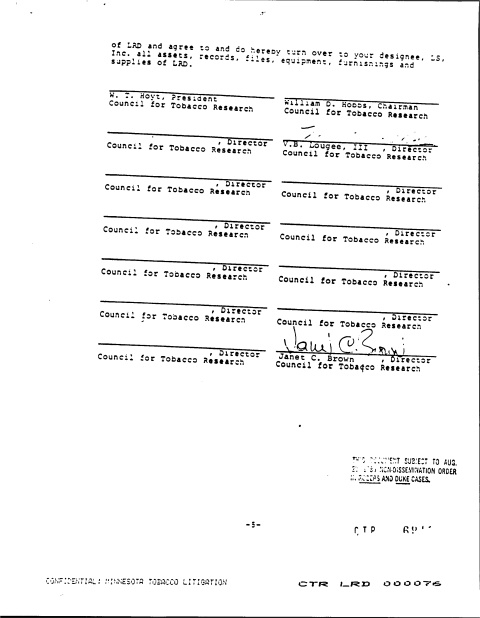 of LRD and agree to and do hereby turn over to your designee, LS,
Inc. all assets, records, files, equipment, furnishings and
supplies of LRD.
W. T. Hoyt, President
Council for Tobacco Research
William D. Hobbs, Chairman
Council for Tobacco Research
, Director
Council for Tobacco Research
V.B. Lougee, III , Director
Council for Tobacco Research
, Director
Council for Tobacco Research
, Director
Council for Tobacco Research
, Director
Council for Tobacco Research
, Director
Council for Tobacco Research
, Director
Council for Tobacco Research
, Director
Council for Tobacco Research
, Director
Council for Tobacco Research
, Director
Council for Tobacco Research
, Director
Council for Tobacco Research
Janet C. Brown
Janet C. Brown , Director
Council for Tobacco Research
THIS DOCUMENT SUBJECT TO AUG.
NON-DISSEMINATION ORDER
AND DUKE CASES.
-5-
CTR
CONFIDENTIAL: MINNESOTA TOBACCO LITIGATION
CTR LRD 000076